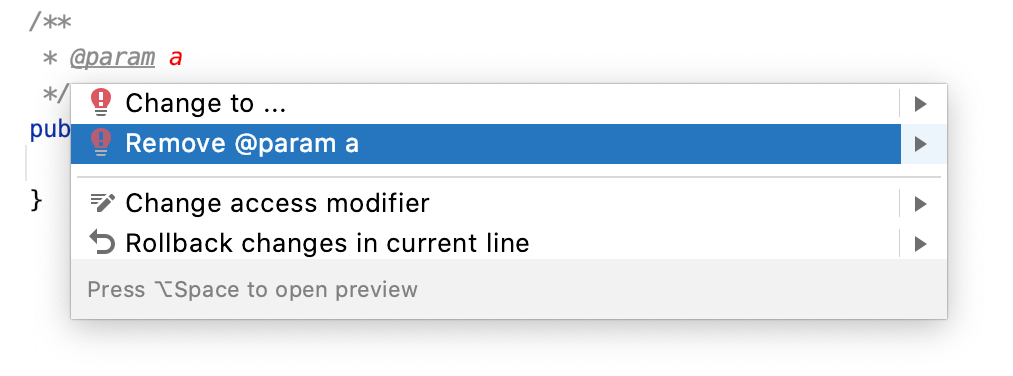 /**
* @param a
*/
Change to ...
pub
Remove @param a
Change access modifier
}
Rollback changes in current line
Press ⌥Space to open preview